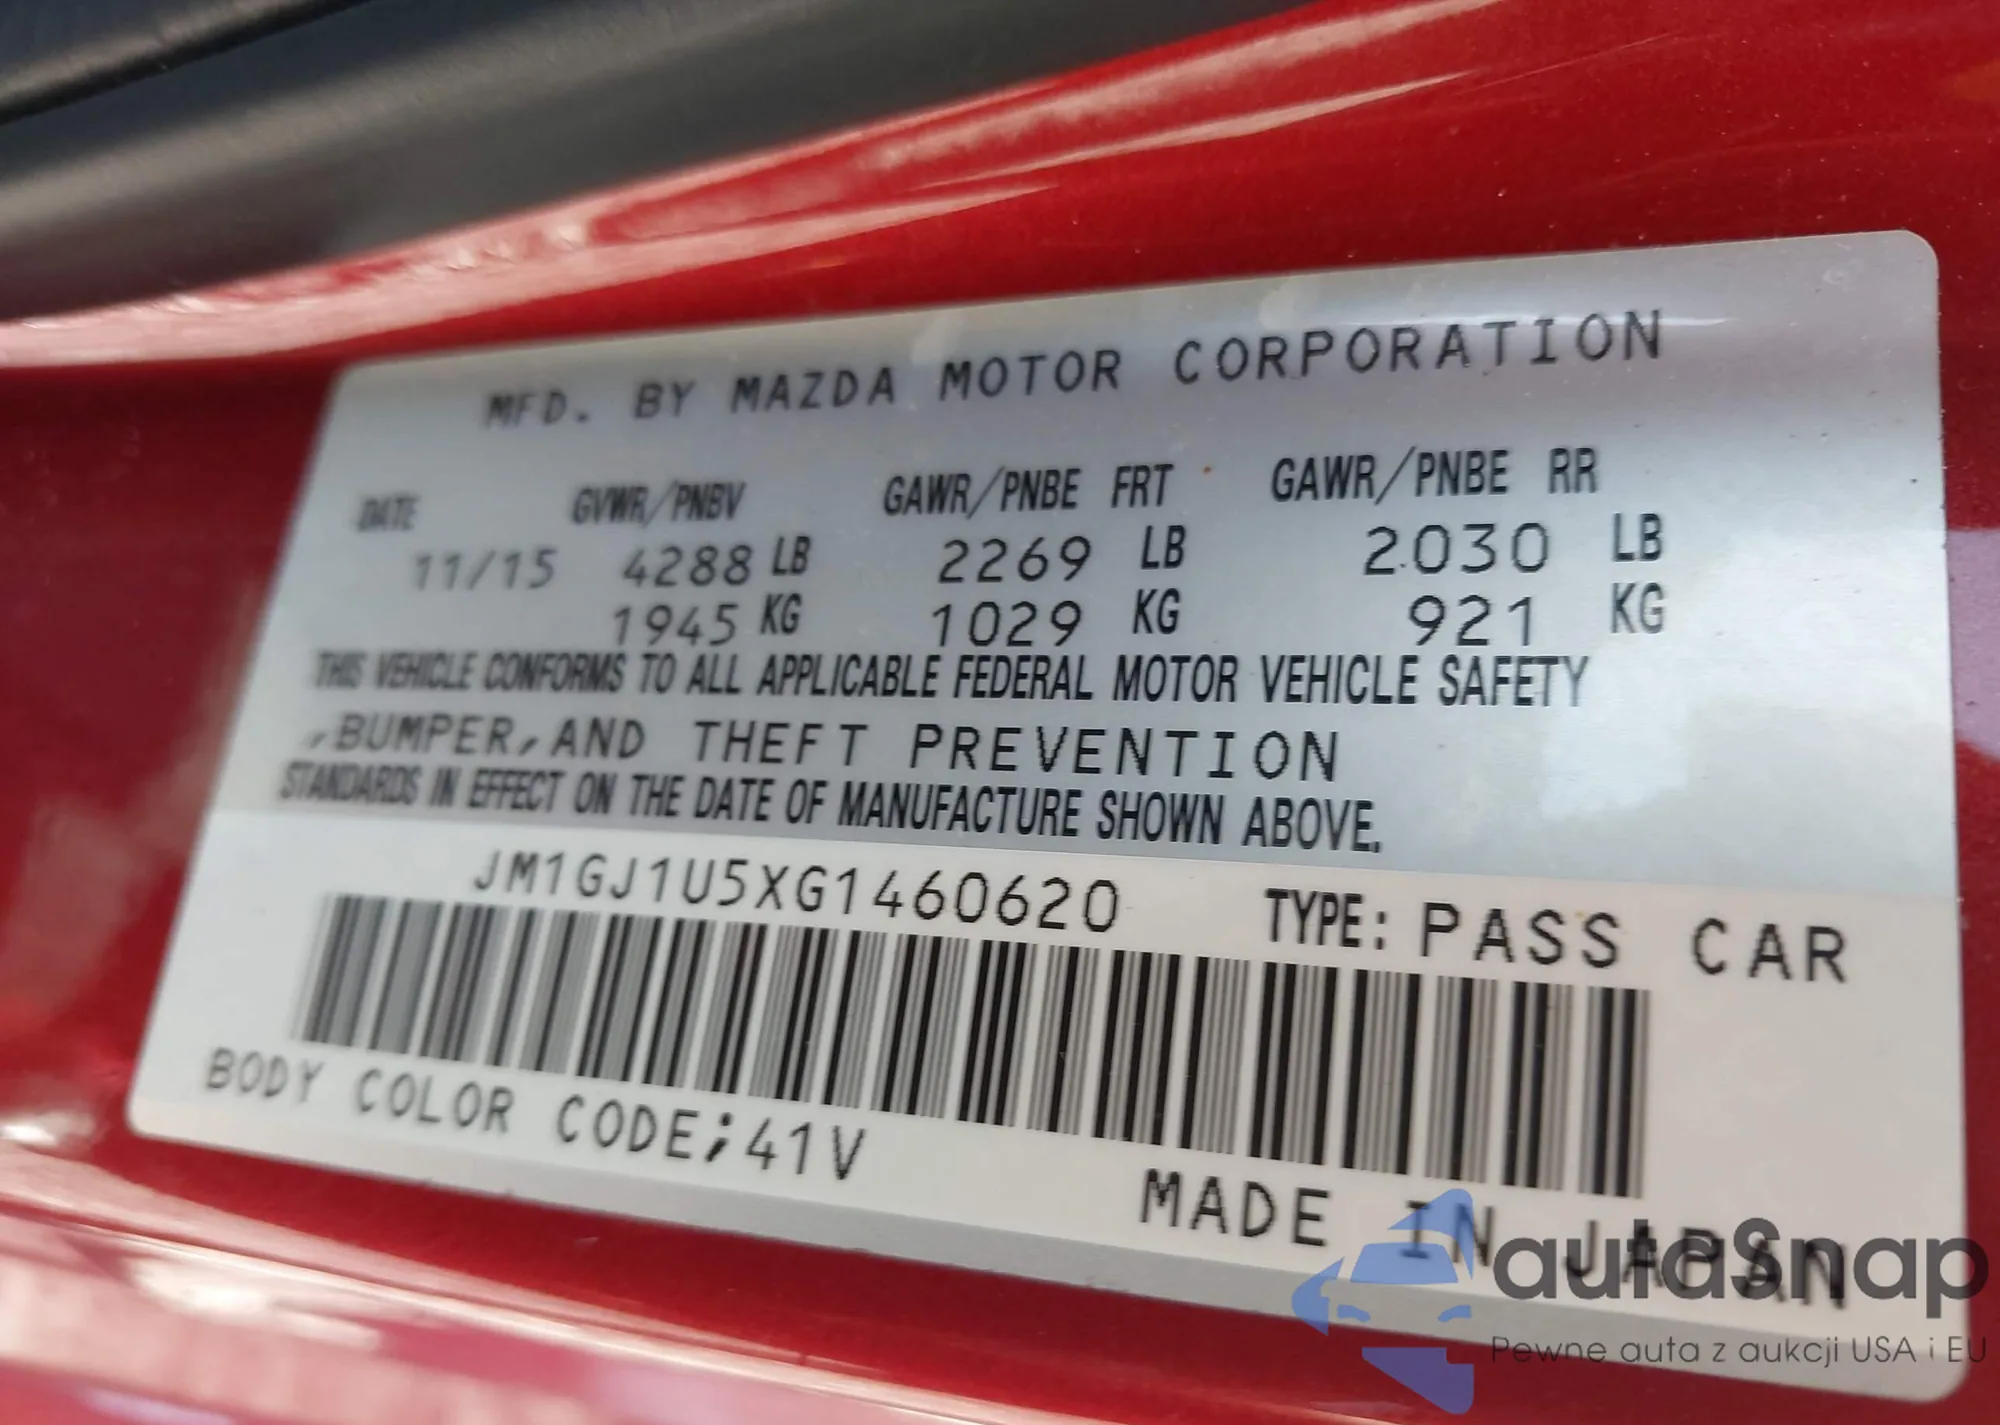 MFD. BY MAZDA MOTOR CORPORATION
DATE GVWR/PNBV GAWR/PNBE FRT GAWR/PNBE RR
11/15 4288 LB 2269 LB 2030 LB
1945 KG 1029 KG 921 KG
THIS VEHICLE CONFORMS TO ALL APPLICABLE FEDERAL MOTOR VEHICLE SAFETY
,BUMPER,AND THEFT PREVENTION
STANDARDS IN EFFECT ON THE DATE OF MANUFACTURE SHOWN ABOVE.
JM1GJ1U5XG1460620 TYPE: PASS CAR
BODY COLOR CODE;41V
MADE IN JAPAN
autaSnap
Pewne auta z aukcji USA i EU